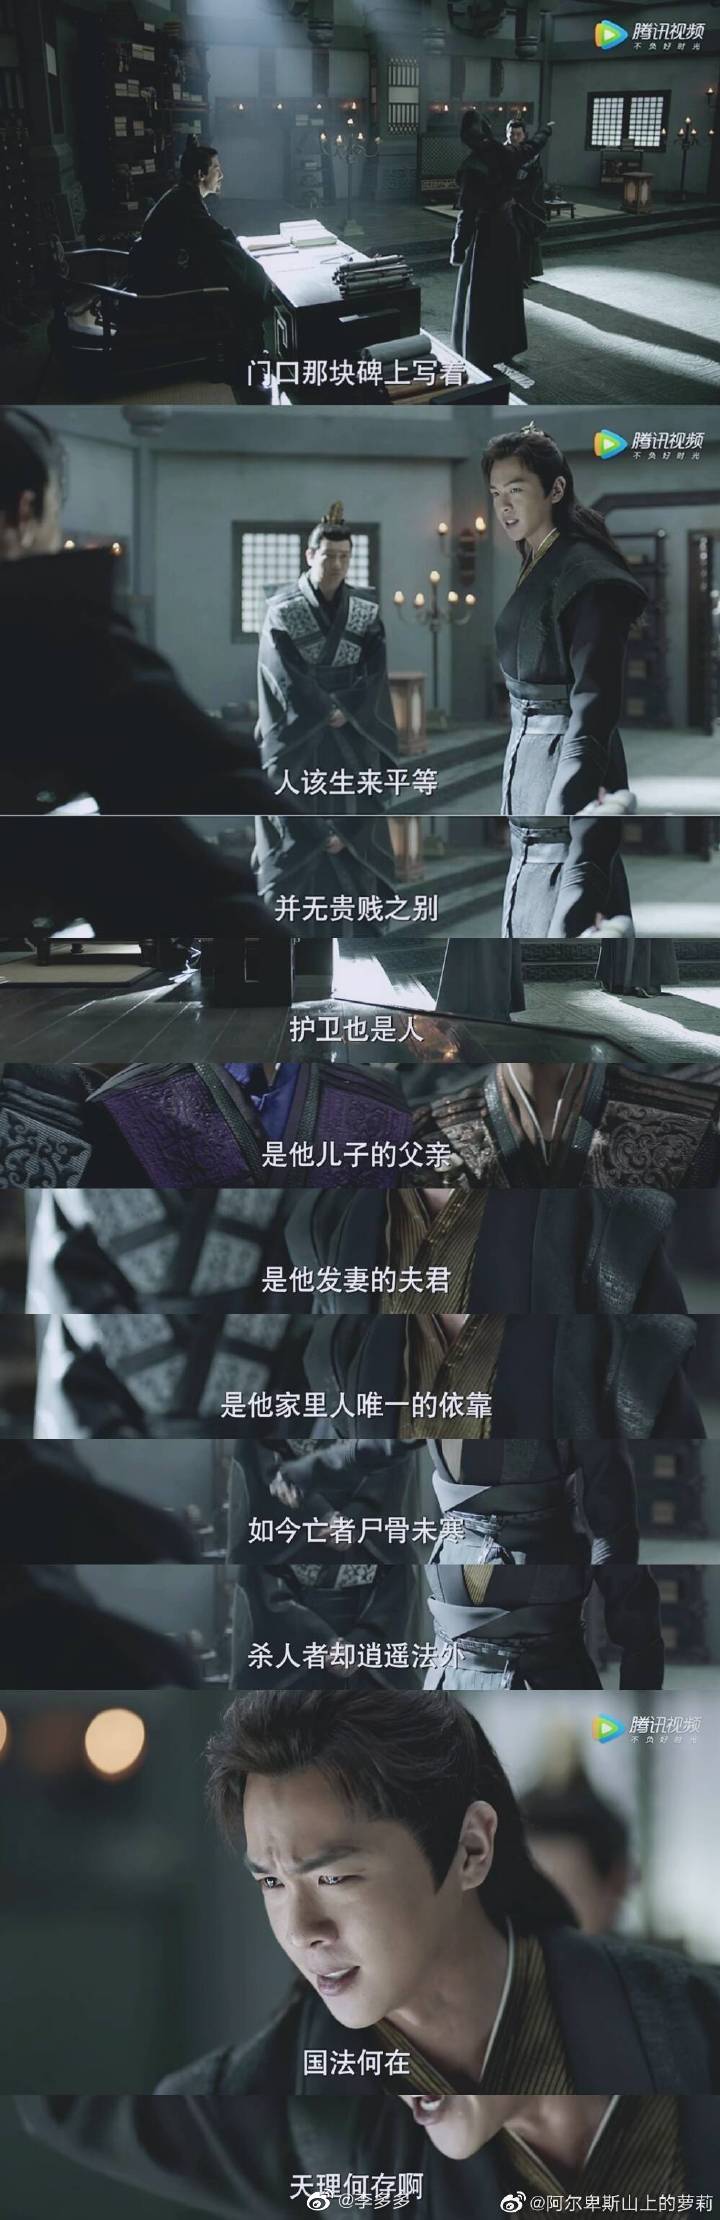 腾讯视频
不负好时光
门口那块碑上写着
腾讯视频
不负好时光
人该生来平等
并无贵贱之别
护卫也是人
是他儿子的父亲
是他发妻的夫君
是他家里人唯一的依靠
如今亡者尸骨未寒
杀人者却逍遥法外
腾讯视频
不负好时光
国法何在
天理何存啊
@李多多
@阿尔卑斯山上的萝莉